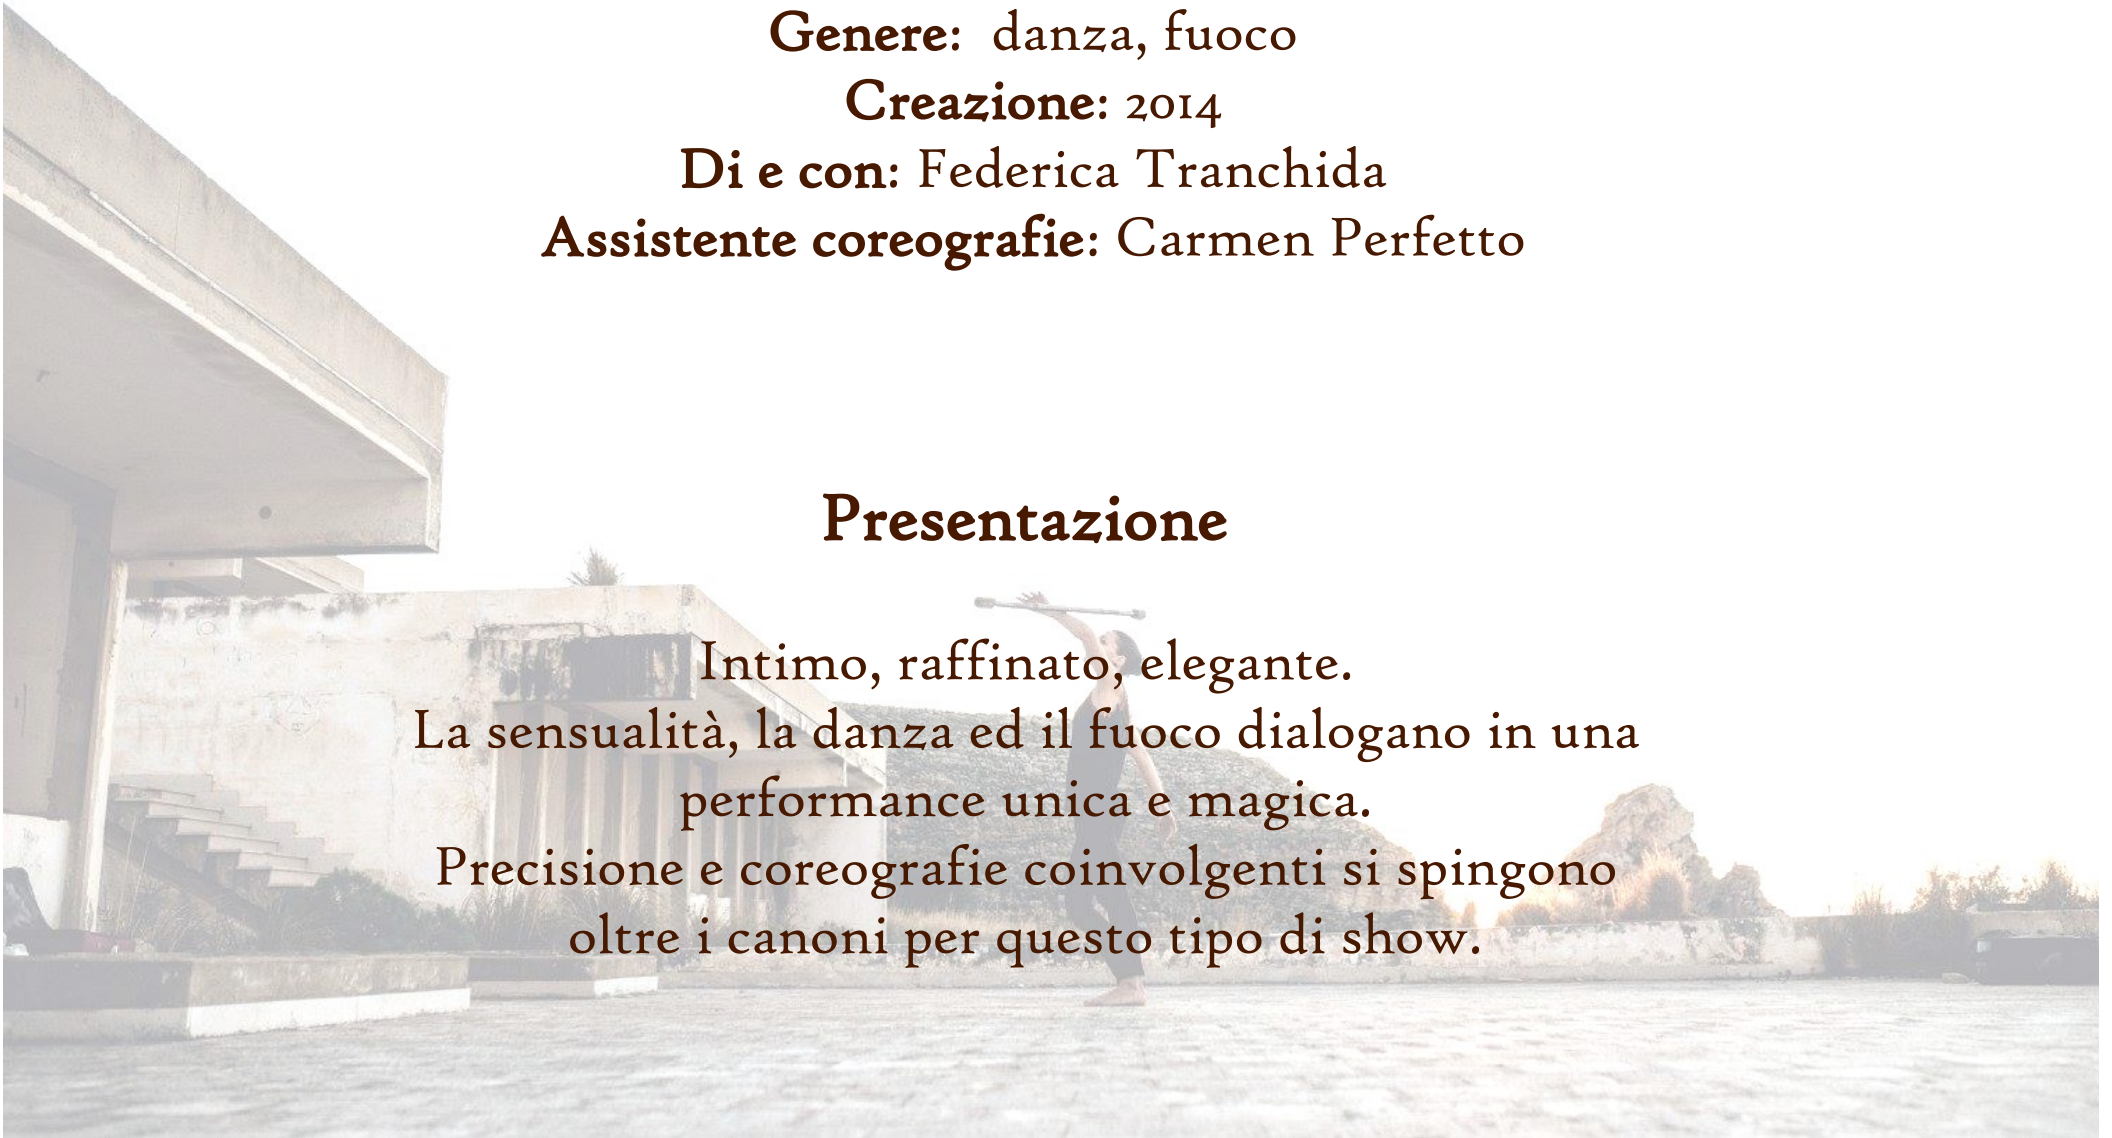 Genere: danza, fuoco
Creazione: 2014
Di e con: Federica Tranchida
Assistente coreografie: Carmen Perfetto
Presentazione
Intimo, raffinato, elegante.
La sensualità, la danza ed il fuoco dialogano in una
performance unica e magica.
Precisione e coreografie coinvolgenti si spingono
oltre i canoni per questo tipo di show.